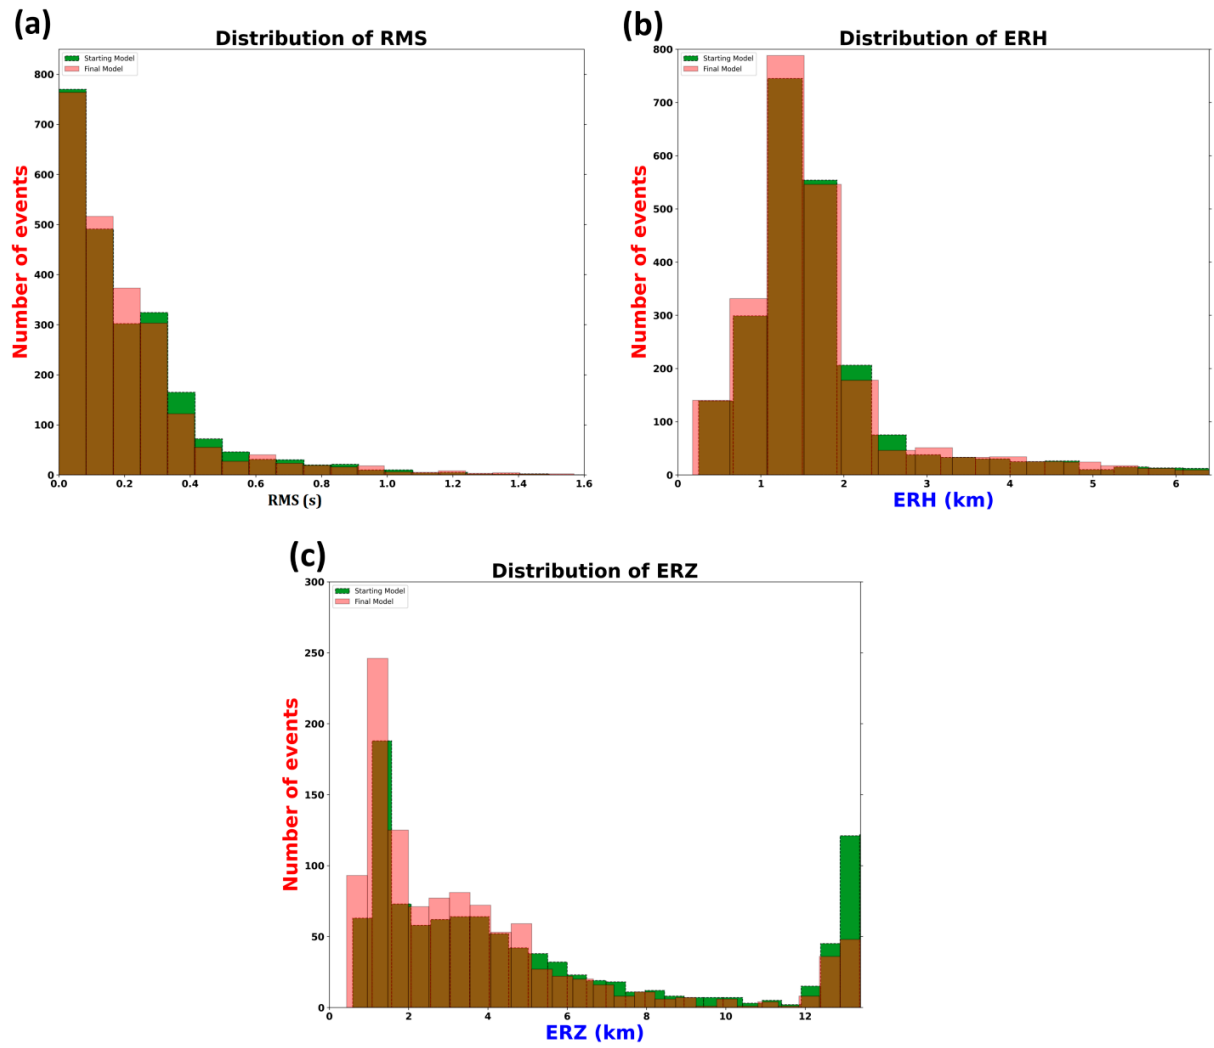 (a)
Distribution of RMS
Starting Model
Final Model
Number of events
800
700
600
500
400
300
200
100
0
0.0 0.2 0.4 0.6 0.8 1.0 1.2 1.4 1.6
RMS (s)
(b)
Distribution of ERH
Starting Model
Final Model
Number of events
800
700
600
500
400
300
200
100
0
0 1 2 3 4 5 6
ERH (km)
(c)
Distribution of ERZ
Starting Model
Final Model
Number of events
300
250
200
150
100
50
0
0 2 4 6 8 10 12
ERZ (km)